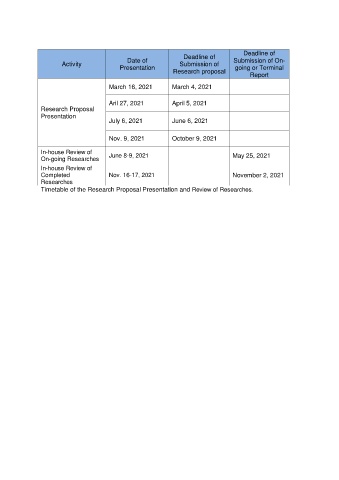 Activity
Date of
Presentation
Deadline of
Submission of
Research proposal
Deadline of
Submission of On-
going or Terminal
Report
Research Proposal
Presentation
March 16, 2021
March 4, 2021
Aril 27, 2021
April 5, 2021
July 6, 2021
June 6, 2021
Nov. 9, 2021
October 9, 2021
In-house Review of
On-going Researches
June 8-9, 2021
May 25, 2021
In-house Review of
Completed
Researches
Nov. 16-17, 2021
November 2, 2021
Timetable of the Research Proposal Presentation and Review of Researches.